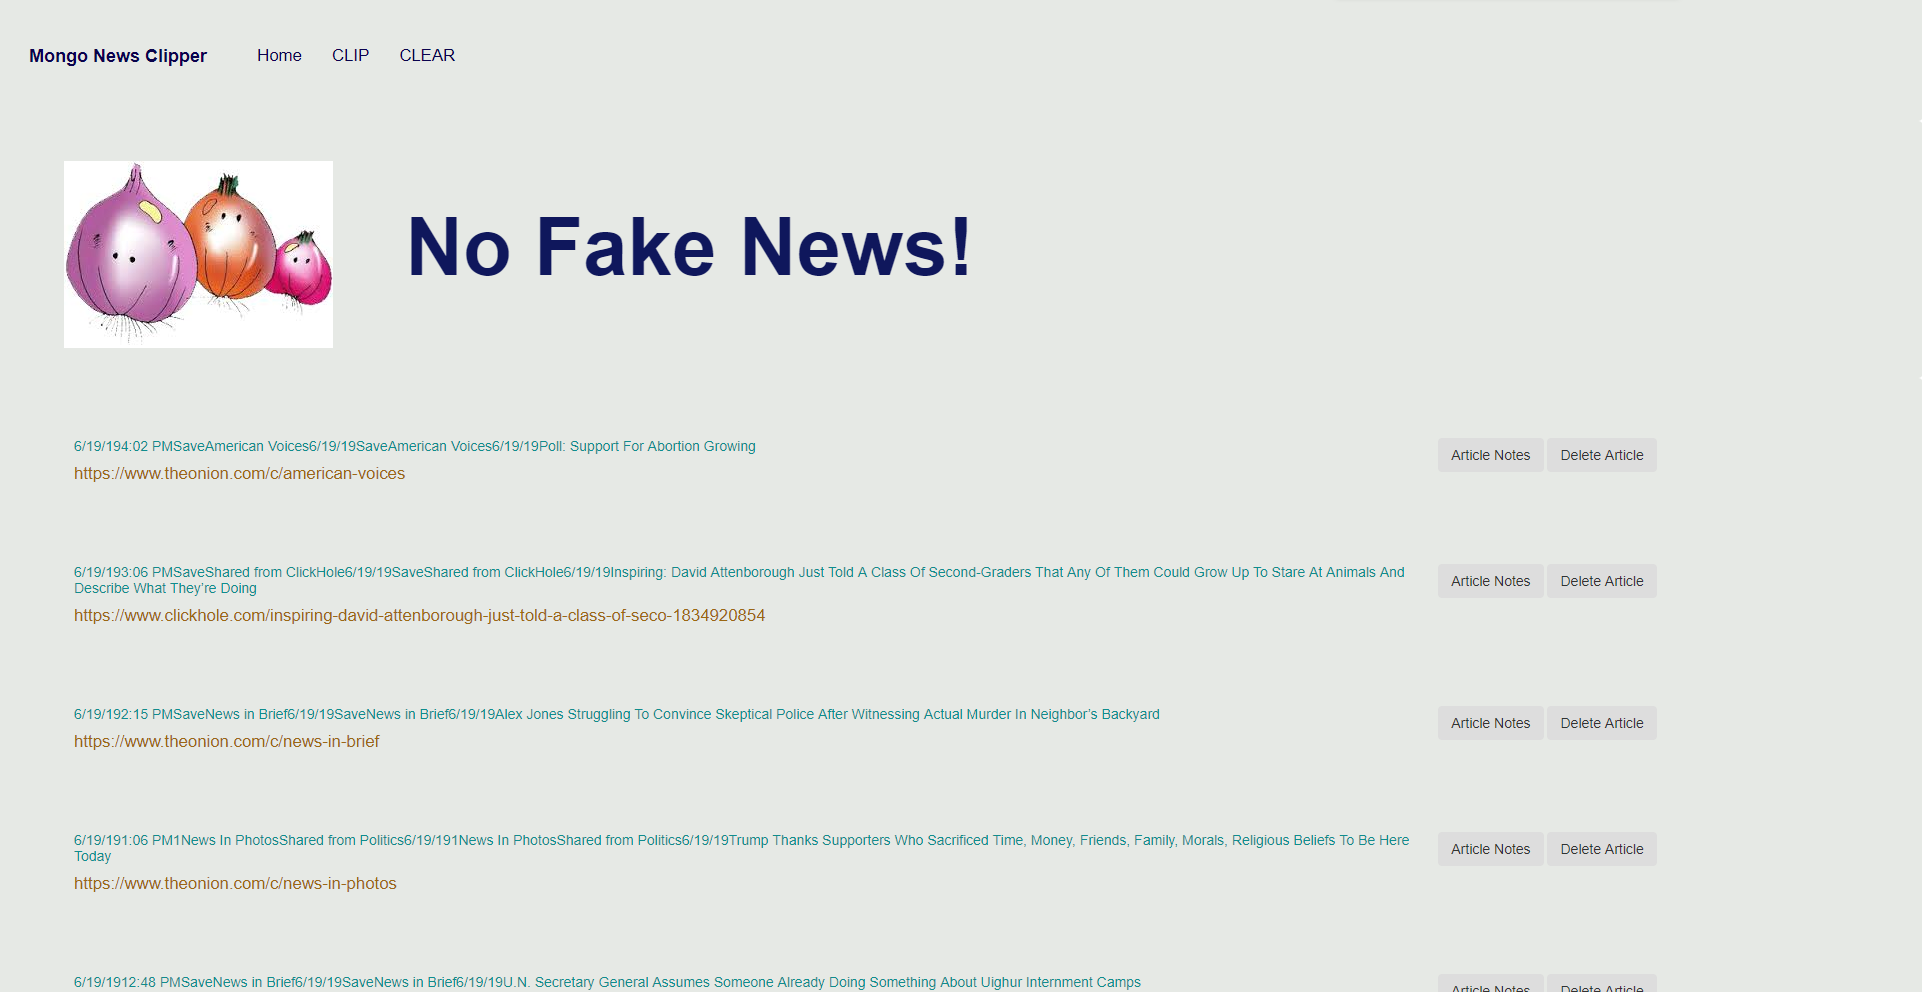 Mongo News Clipper Home CLIP CLEAR
No Fake News!
6/19/194:02 PMSaveAmerican Voices6/19/19SaveAmerican Voices6/19/19Poll: Support For Abortion Growing
Article Notes Delete Article
https://www.theonion.com/c/american-voices
6/19/193:06 PMSaveShared from ClickHole6/19/19SaveShared from ClickHole6/19/19Inspiring: David Attenborough Just Told A Class Of Second-Graders That Any Of Them Could Grow Up To Stare At Animals And
Describe What They’re Doing
Article Notes Delete Article
https://www.clickhole.com/inspiring-david-attenborough-just-told-a-class-of-seco-1834920854
6/19/192:15 PMSaveNews in Brief6/19/19SaveNews in Brief6/19/19Alex Jones Struggling To Convince Skeptical Police After Witnessing Actual Murder In Neighbor’s Backyard
Article Notes Delete Article
https://www.theonion.com/c/news-in-brief
6/19/191:06 PM1News In PhotosShared from Politics6/19/191News In PhotosShared from Politics6/19/19Trump Thanks Supporters Who Sacrificed Time, Money, Friends, Family, Morals, Religious Beliefs To Be Here
Today
Article Notes Delete Article
https://www.theonion.com/c/news-in-photos
6/19/1912:48 PMSaveNews in Brief6/19/19SaveNews in Brief6/19/19U.N. Secretary General Assumes Someone Already Doing Something About Uighur Internment Camps
Article Notes Delete Article